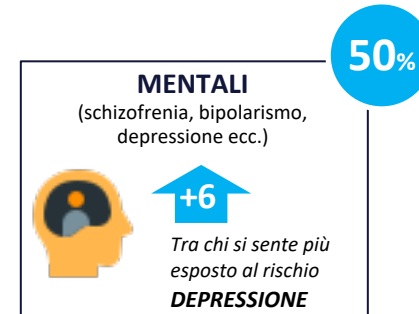 50%
MENTALI
(schizofrenia, bipolarismo,
depressione ecc.)
+6
Tra chi si sente più
esposto al rischio
DEPRESSIONE